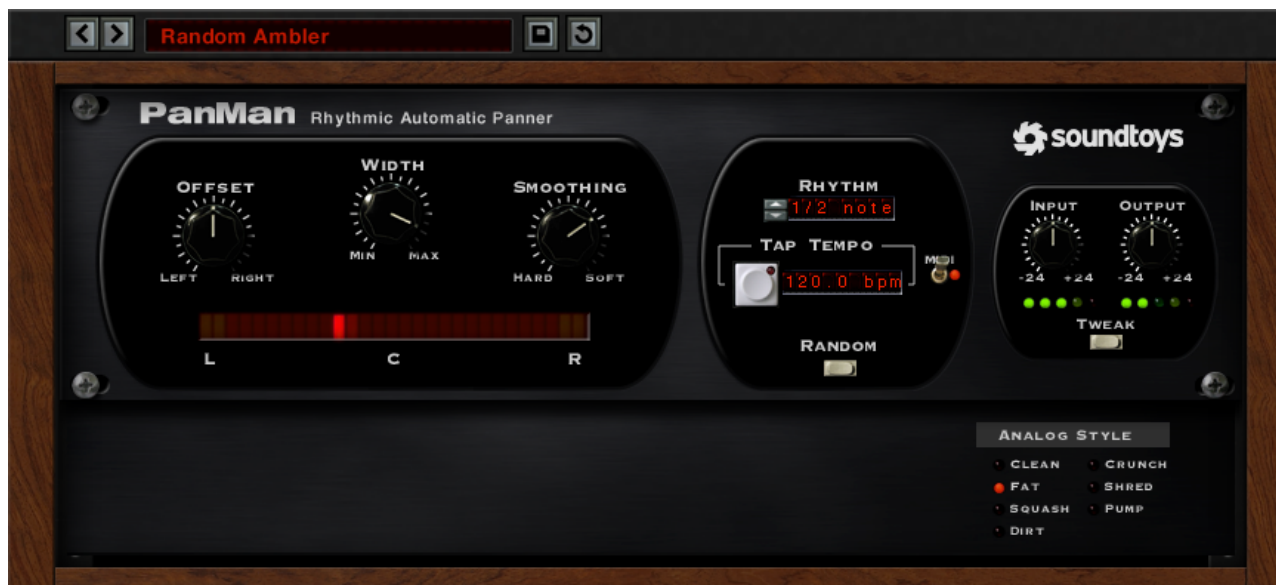 Random Ambler
PanMan Rhythmic Automatic Panner
soundtoys
OFFSET
LEFT RIGHT
WIDTH
MIN MAX
SMOOTHING
HARD SOFT
L C R
RHYTHM
1/2 note
TAP TEMPO
120.0 bpm
MIDI
RANDOM
INPUT OUTPUT
-24 +24 -24 +24
TWEAK
ANALOG STYLE
CLEAN CRUNCH
FAT SHRED
SQUASH PUMP
DIRT